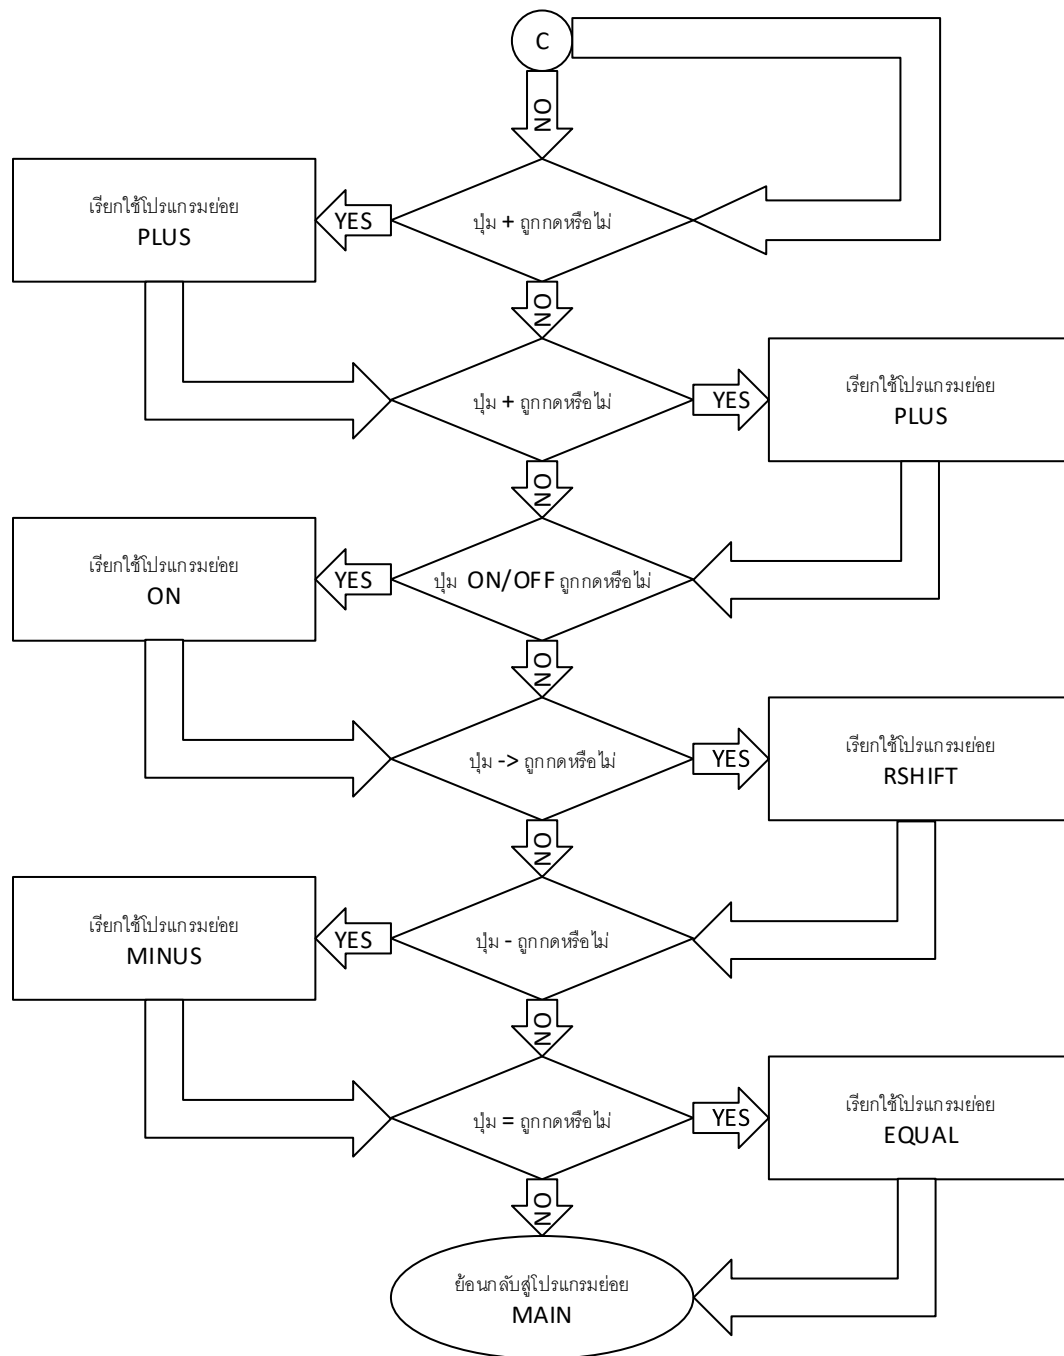 C
NO
เรียกใช้โปรแกรมย่อย
PLUS
YES
ปุ่ม + ถูกกดหรือไม่
NO
ปุ่ม + ถูกกดหรือไม่
YES
เรียกใช้โปรแกรมย่อย
PLUS
NO
เรียกใช้โปรแกรมย่อย
ON
YES
ปุ่ม ON/OFF ถูกกดหรือไม่
NO
ปุ่ม -> ถูกกดหรือไม่
YES
เรียกใช้โปรแกรมย่อย
RSHIFT
NO
เรียกใช้โปรแกรมย่อย
MINUS
YES
ปุ่ม - ถูกกดหรือไม่
NO
ปุ่ม = ถูกกดหรือไม่
YES
เรียกใช้โปรแกรมย่อย
EQUAL
NO
ย้อนกลับสู่โปรแกรมย่อย
MAIN